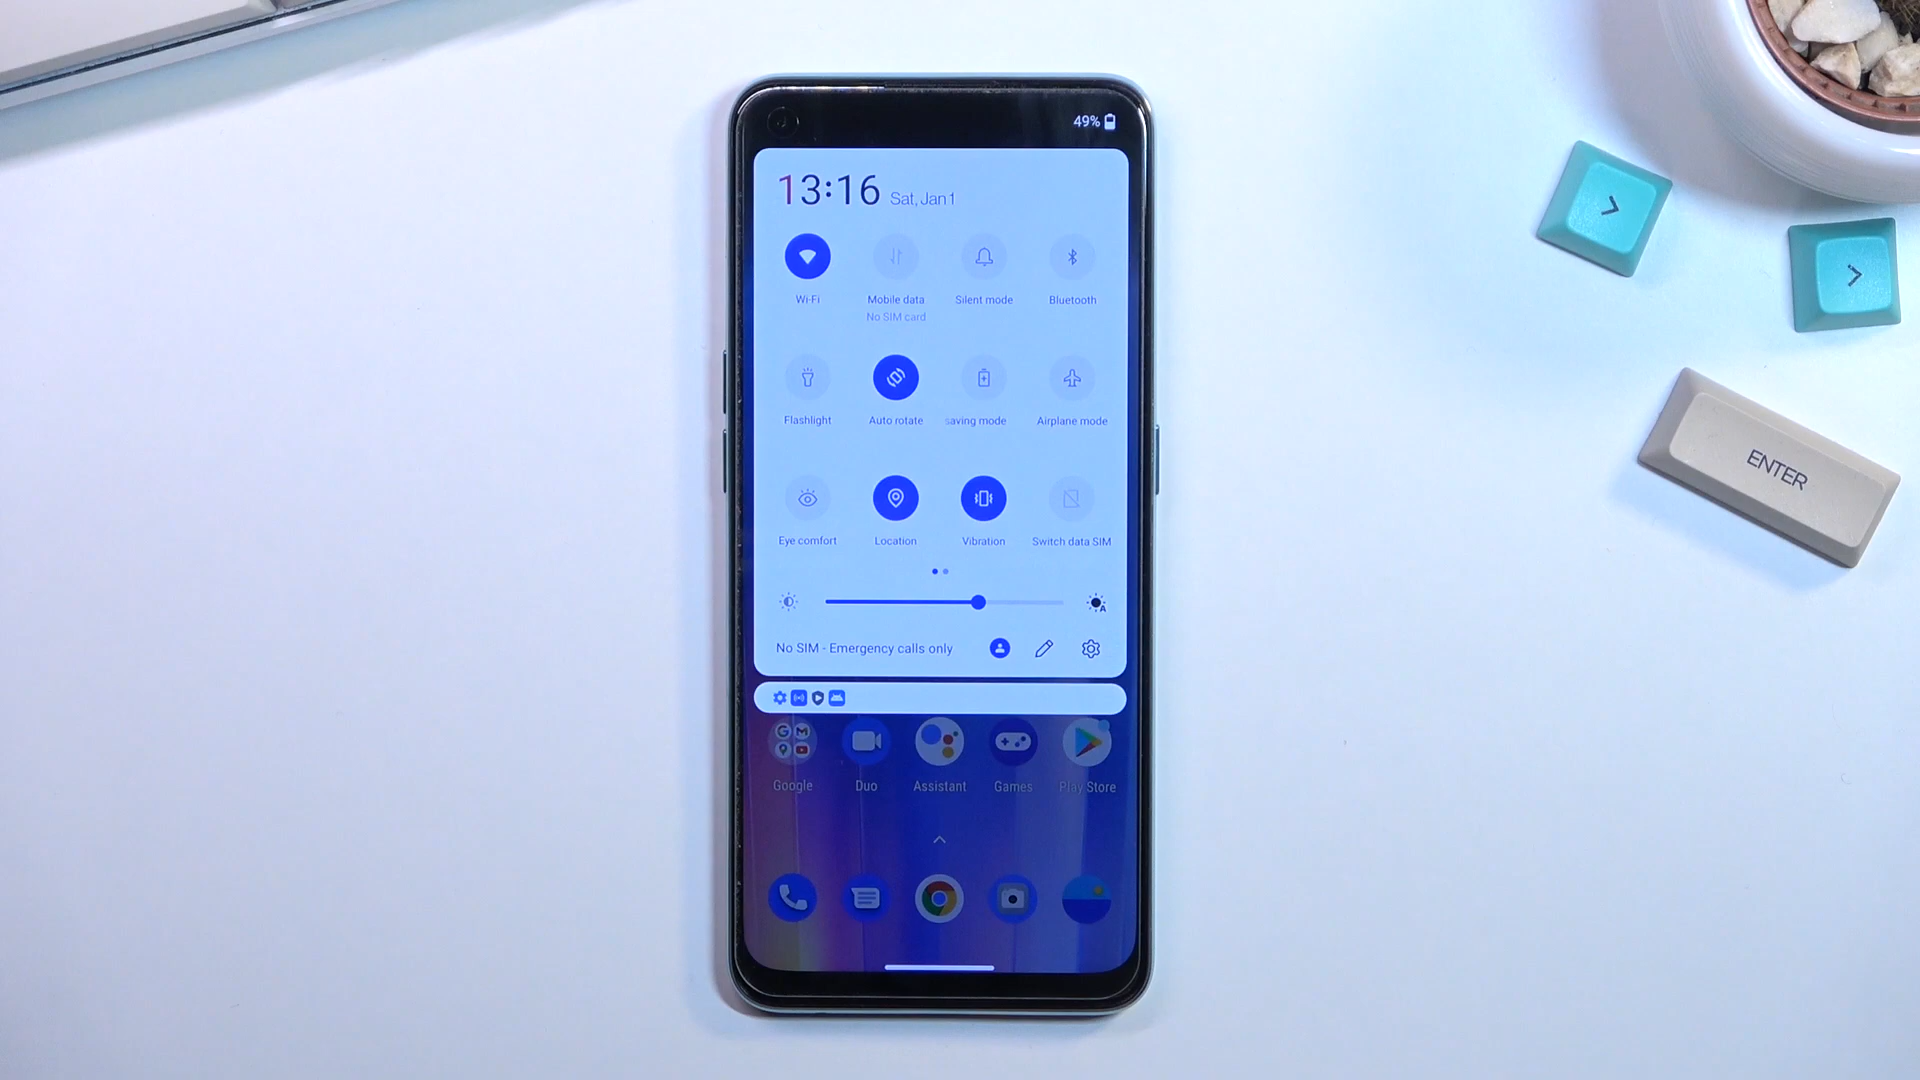 49%
13:16 Sat, Jan 1
Wi-Fi Mobile data Silent mode Bluetooth
No SIM card
Flashlight Auto rotate saving mode Airplane mode
Eye comfort Location Vibration Switch data SIM
A
No SIM - Emergency calls only
Google Duo Assistant Games Play Store
>
>
ENTER